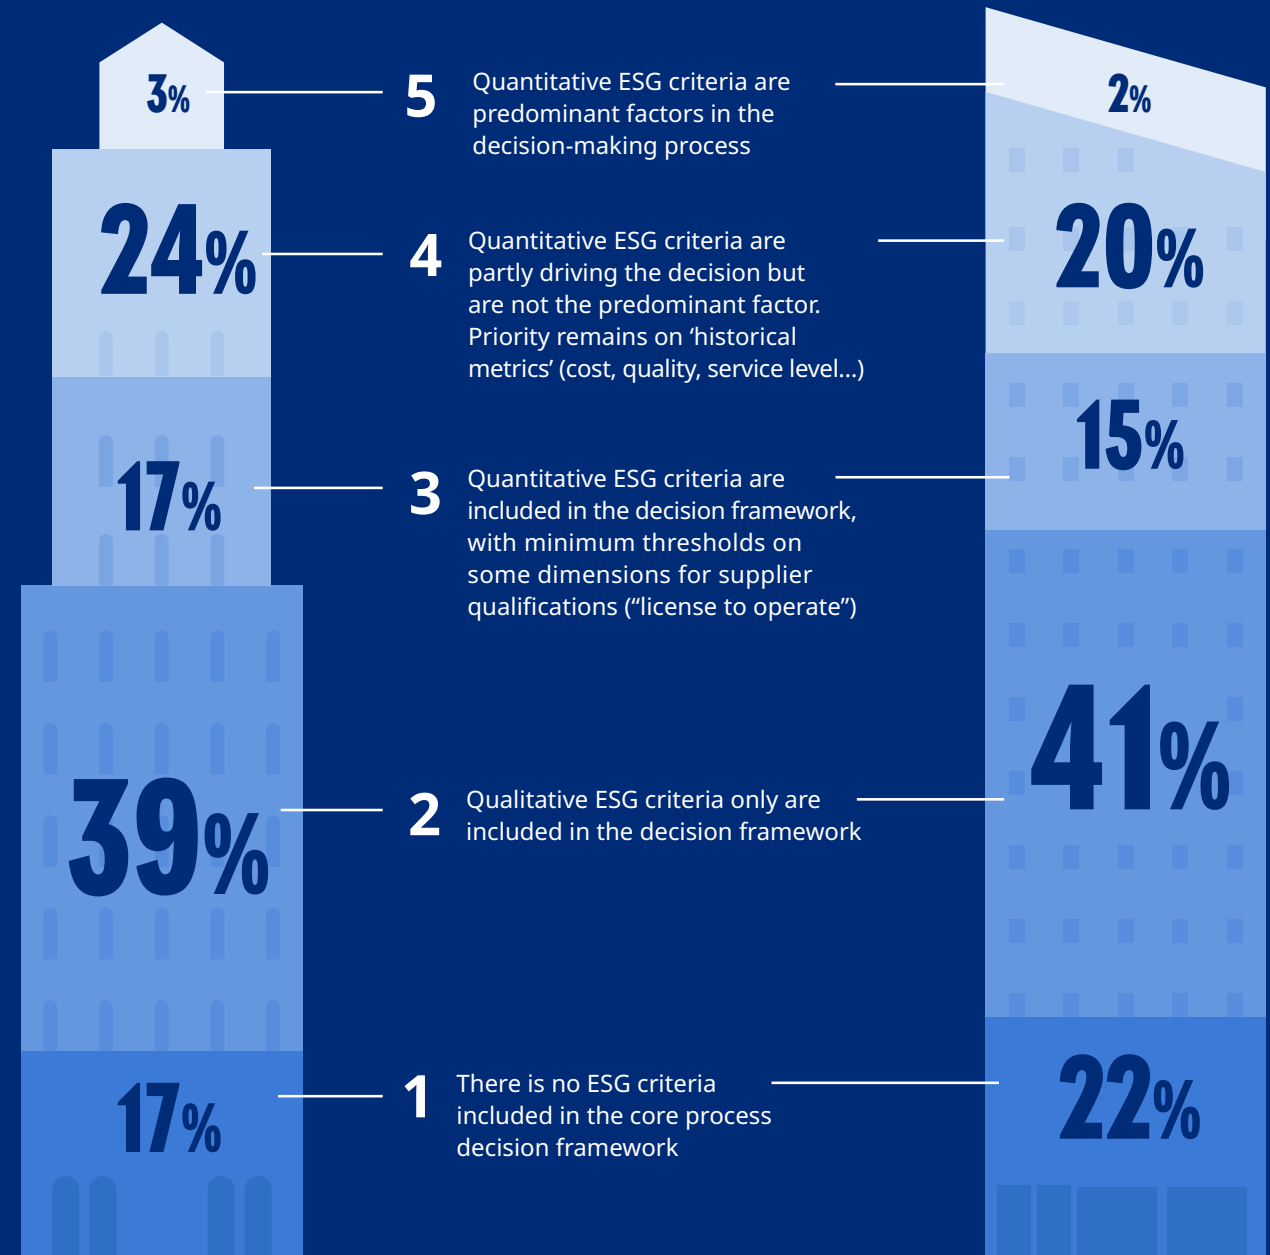 3%
5
Quantitative ESG criteria are
predominant factors in the
decision-making process
2%
24%
4
Quantitative ESG criteria are
partly driving the decision but
are not the predominant factor.
Priority remains on ‘historical
metrics’ (cost, quality, service level...)
20%
17%
3
Quantitative ESG criteria are
included in the decision framework,
with minimum thresholds on
some dimensions for supplier
qualifications (“license to operate”)
15%
39%
2
Qualitative ESG criteria only are
included in the decision framework
41%
17%
1
There is no ESG criteria
included in the core process
decision framework
22%